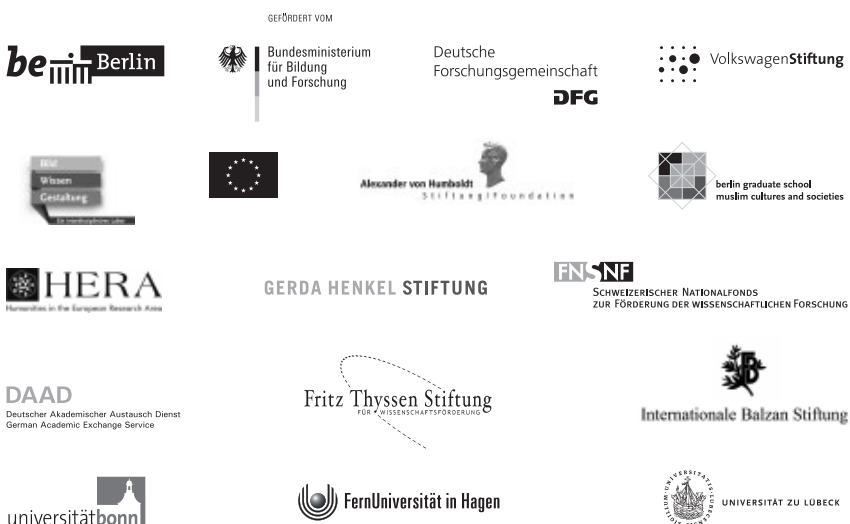 GEFÖRDERT VOM
be Berlin
Bundesministerium
für Bildung
und Forschung
Deutsche
Forschungsgemeinschaft
DFG
VolkswagenStiftung
Bild
Wissen
Gestaltung
Ein Interdisziplinäres Labor
Alexander von Humboldt
Stiftung|Foundation
berlin graduate school
muslim cultures and societies
HERA
Humanities in the European Research Area
GERDA HENKEL STIFTUNG
FNSNF
SCHWEIZERISCHER NATIONALFONDS
ZUR FÖRDERUNG DER WISSENSCHAFTLICHEN FORSCHUNG
DAAD
Deutscher Akademischer Austausch Dienst
German Academic Exchange Service
Fritz Thyssen Stiftung
FÜR WISSENSCHAFTSFÖRDERUNG
Internationale Balzan Stiftung
universitätbonn
FernUniversität in Hagen
UNIVERSITÄT ZU LÜBECK